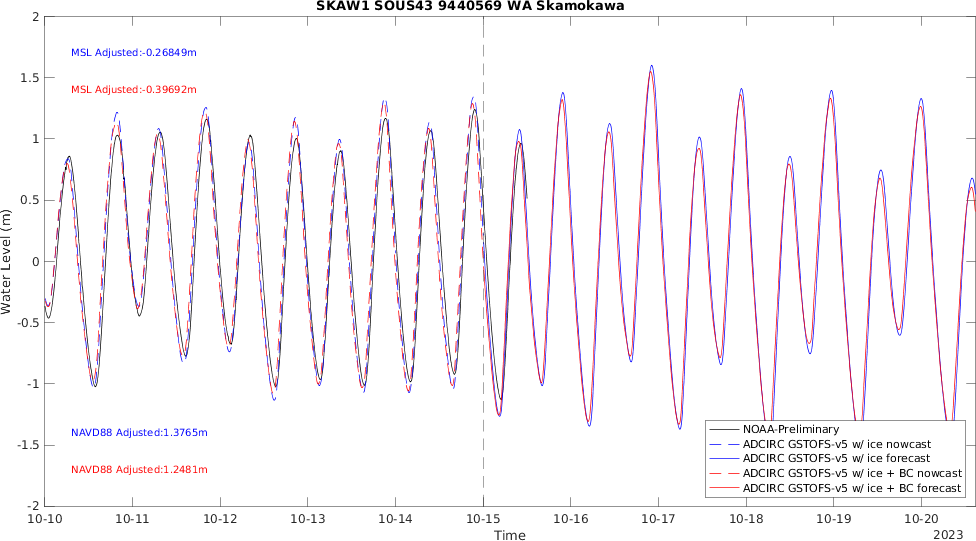 SKAW1 SOUS43 9440569 WA Skamokawa
2
1.5
1
0.5
0
-0.5
-1
-1.5
-2
Water Level (m)
MSL Adjusted:-0.26849m
MSL Adjusted:-0.39692m
NAVD88 Adjusted:1.3765m
NAVD88 Adjusted:1.2481m
NOAA-Preliminary
ADCIRC GSTOFS-v5 w/ ice nowcast
ADCIRC GSTOFS-v5 w/ ice forecast
ADCIRC GSTOFS-v5 w/ ice + BC nowcast
ADCIRC GSTOFS-v5 w/ ice + BC forecast
10-10 10-11 10-12 10-13 10-14 10-15 10-16 10-17 10-18 10-19 10-20
Time
2023